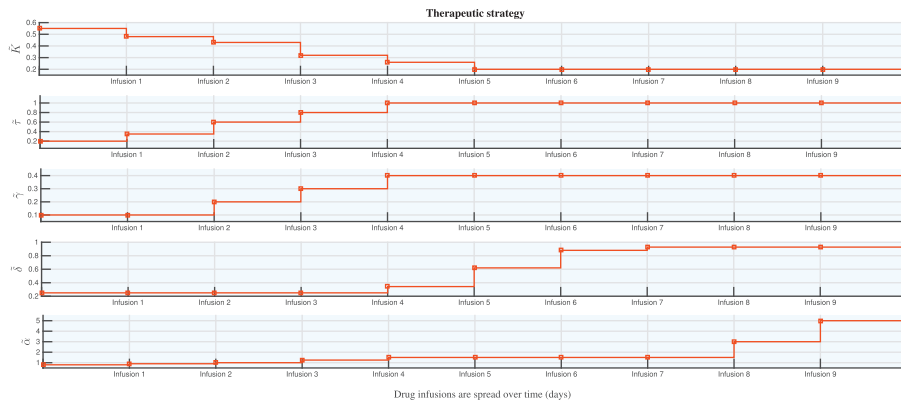 Therapeutic strategy
0.6
0.5
0.4
0.3
0.2
K̃
Infusion 1 Infusion 2 Infusion 3 Infusion 4 Infusion 5 Infusion 6 Infusion 7 Infusion 8 Infusion 9
1
0.8
0.6
0.4
0.2
τ̃
Infusion 1 Infusion 2 Infusion 3 Infusion 4 Infusion 5 Infusion 6 Infusion 7 Infusion 8 Infusion 9
0.4
0.3
0.2
0.1
γ̃
Infusion 1 Infusion 2 Infusion 3 Infusion 4 Infusion 5 Infusion 6 Infusion 7 Infusion 8 Infusion 9
1
0.8
0.6
0.4
0.2
δ̃
Infusion 1 Infusion 2 Infusion 3 Infusion 4 Infusion 5 Infusion 6 Infusion 7 Infusion 8 Infusion 9
5
4
3
2
1
α̃
Infusion 1 Infusion 2 Infusion 3 Infusion 4 Infusion 5 Infusion 6 Infusion 7 Infusion 8 Infusion 9
Drug infusions are spread over time (days)